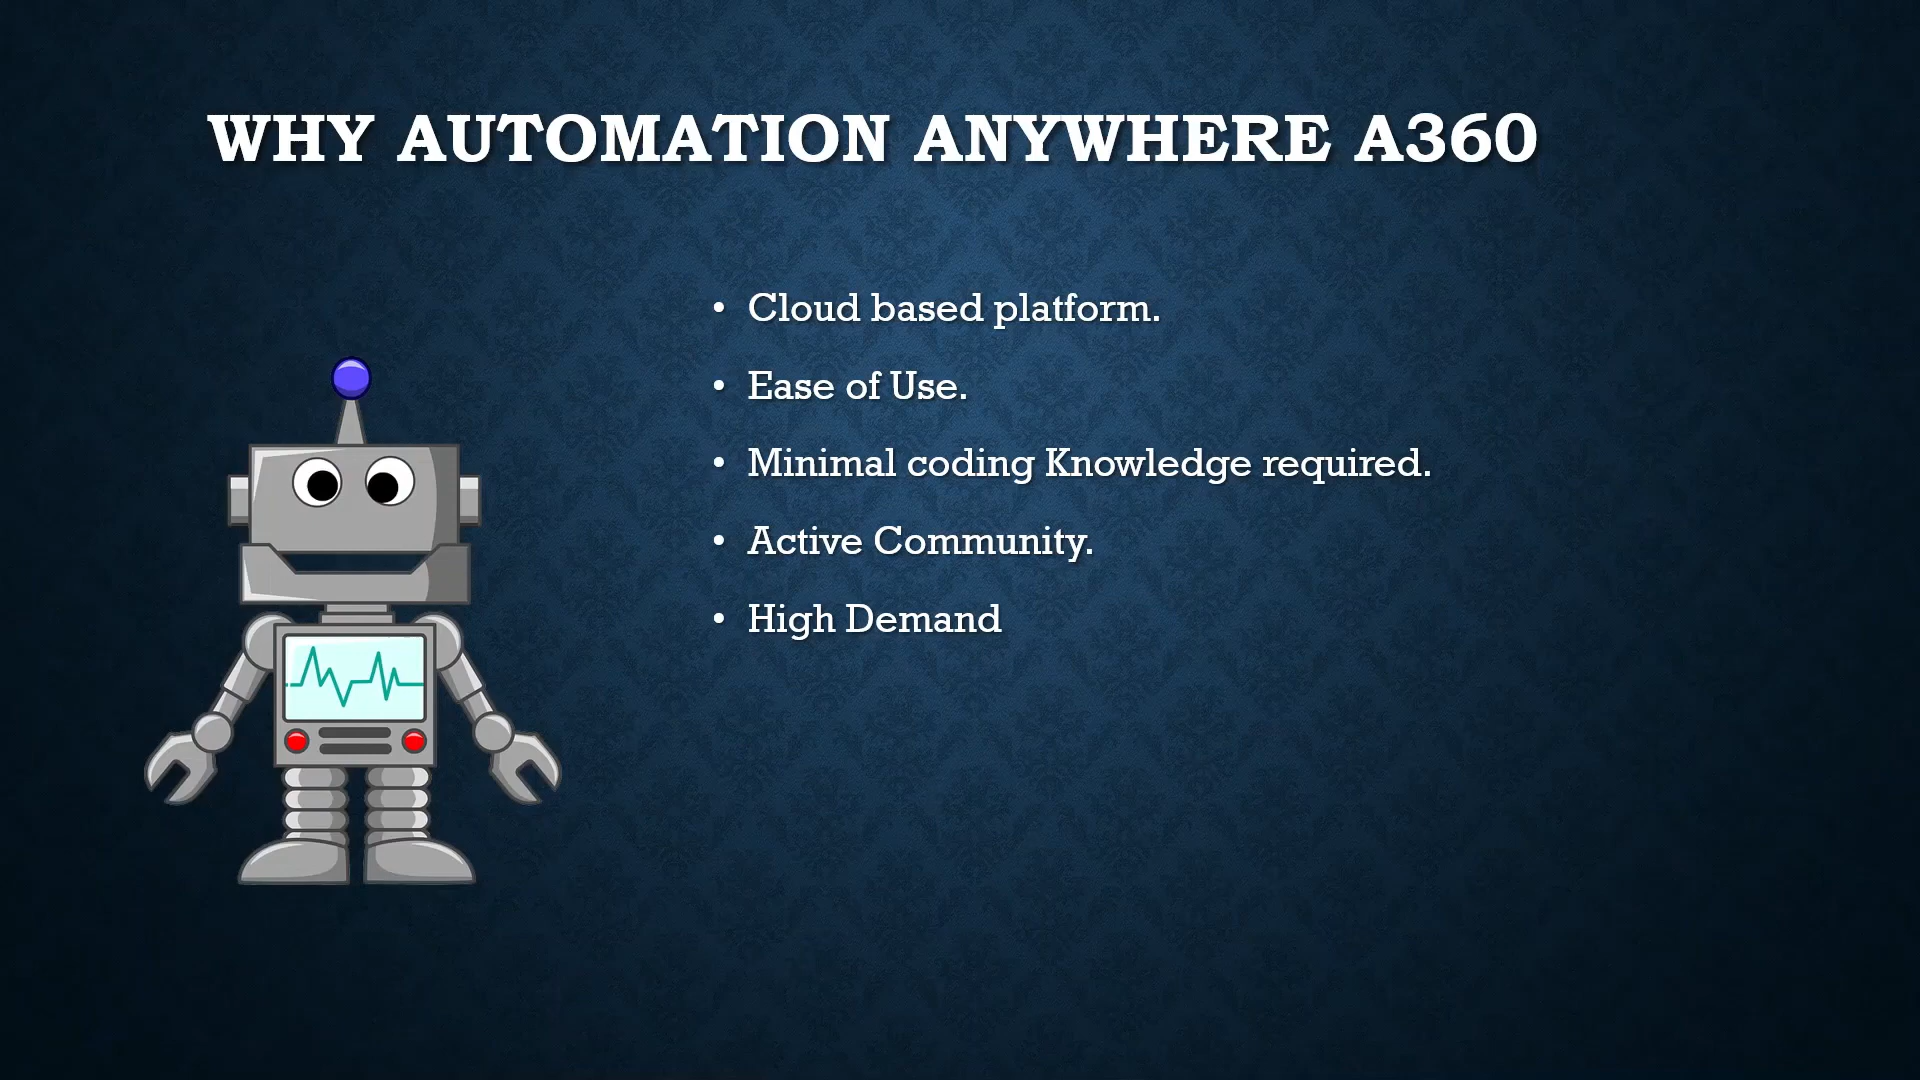 WHY AUTOMATION ANYWHERE A360
• Cloud based platform.
• Ease of Use.
• Minimal coding Knowledge required.
• Active Community.
• High Demand